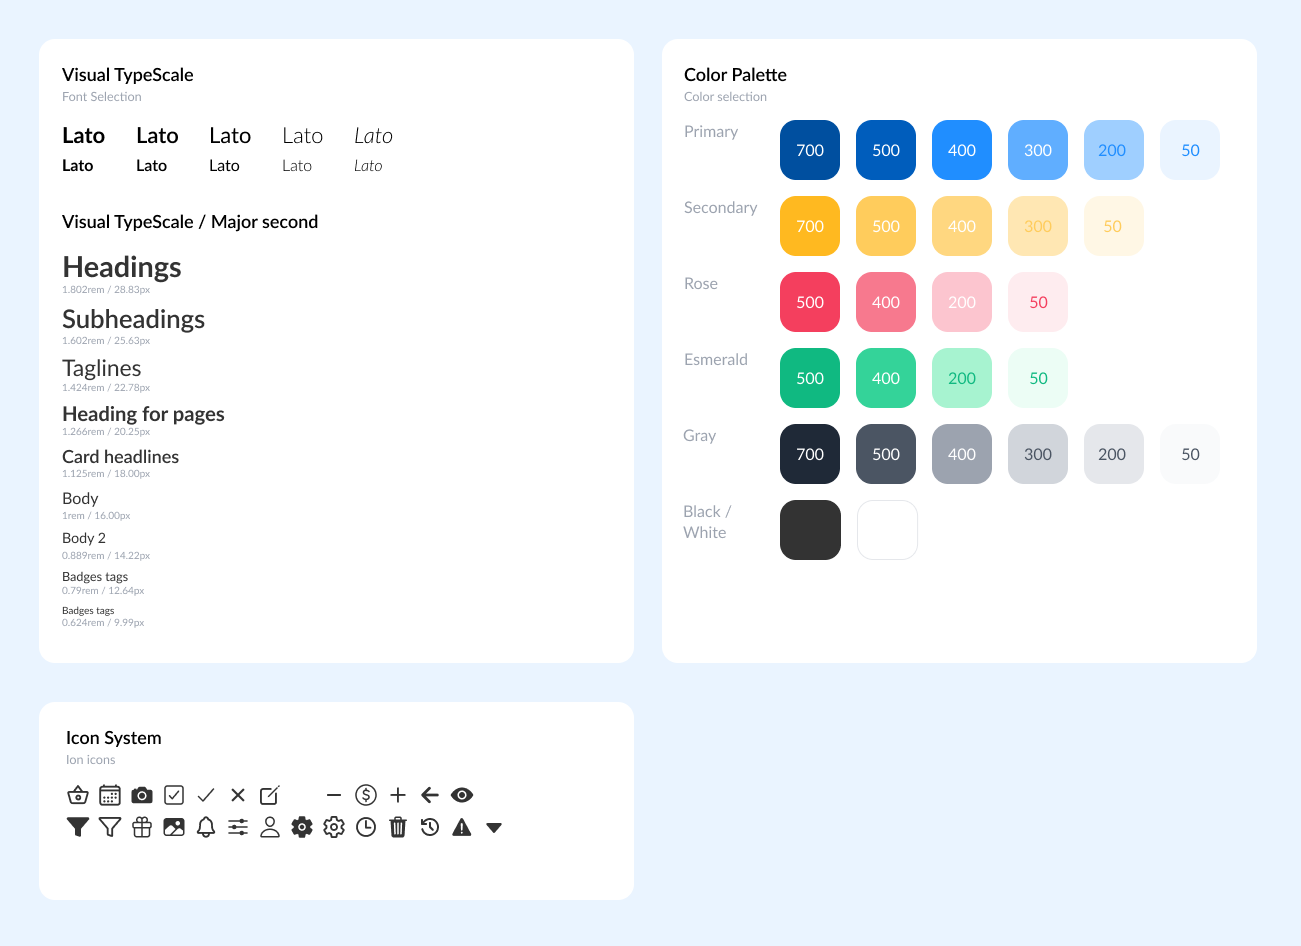 Visual TypeScale
Font Selection
Lato Lato Lato Lato Lato
Lato Lato Lato Lato Lato
Visual TypeScale / Major second
Headings
1.802rem / 28.83px
Subheadings
1.602rem / 25.63px
Taglines
1.424rem / 22.78px
Heading for pages
1.266rem / 20.25px
Card headlines
1.125rem / 18.00px
Body
1rem / 16.00px
Body 2
0.889rem / 14.22px
Badges tags
0.79rem / 12.64px
Badges tags
0.624rem / 9.99px
Color Palette
Color selection
Primary 700 500 400 300 200 50
Secondary 700 500 400 300 50
Rose 500 400 200 50
Esmerald 500 400 200 50
Gray 700 500 400 300 200 50
Black /
White
Icon System
Ion icons